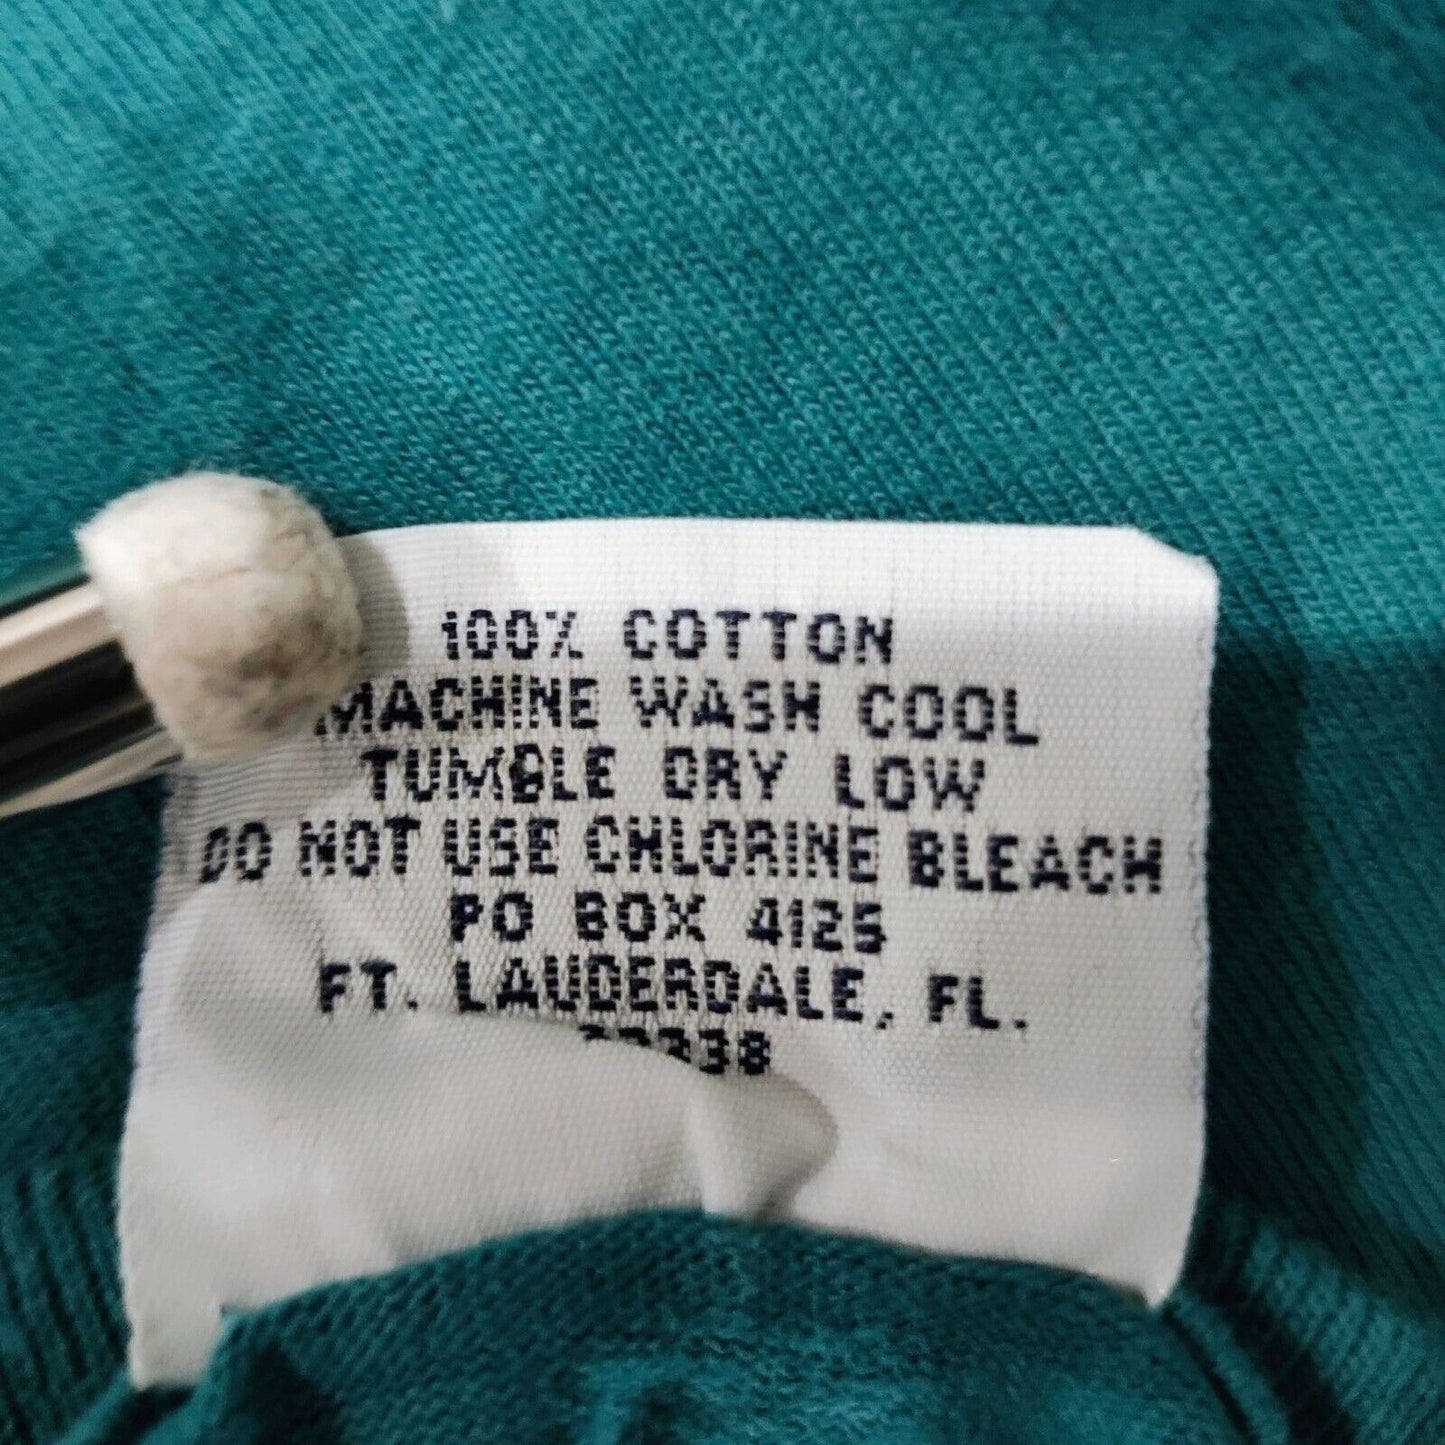 100% COTTON
MACHINE WASH COOL
TUMBLE DRY LOW
DO NOT USE CHLORINE BLEACH
PO BOX 4125
FT. LAUDERDALE, FL.